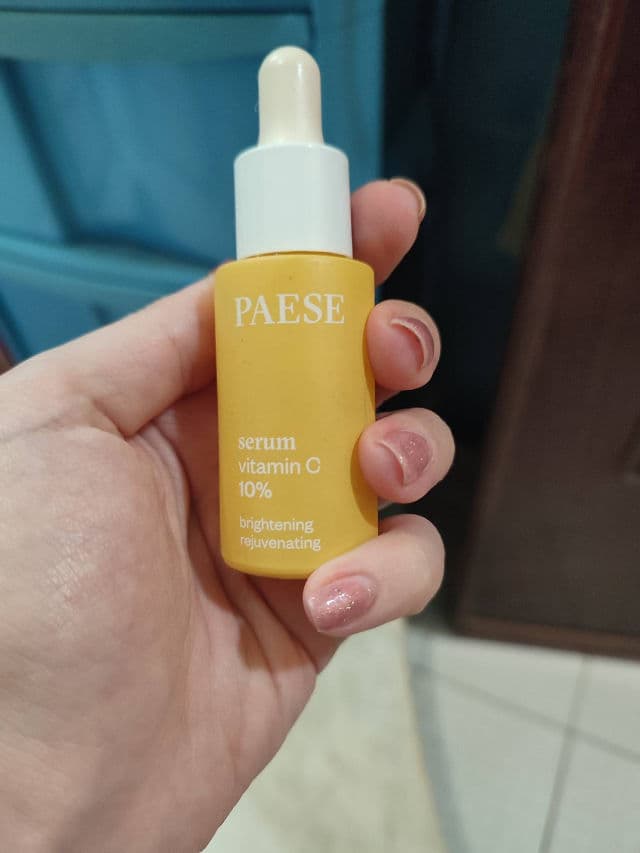 PAESE
serum
vitamin C
10%
brightening
rejuvenating